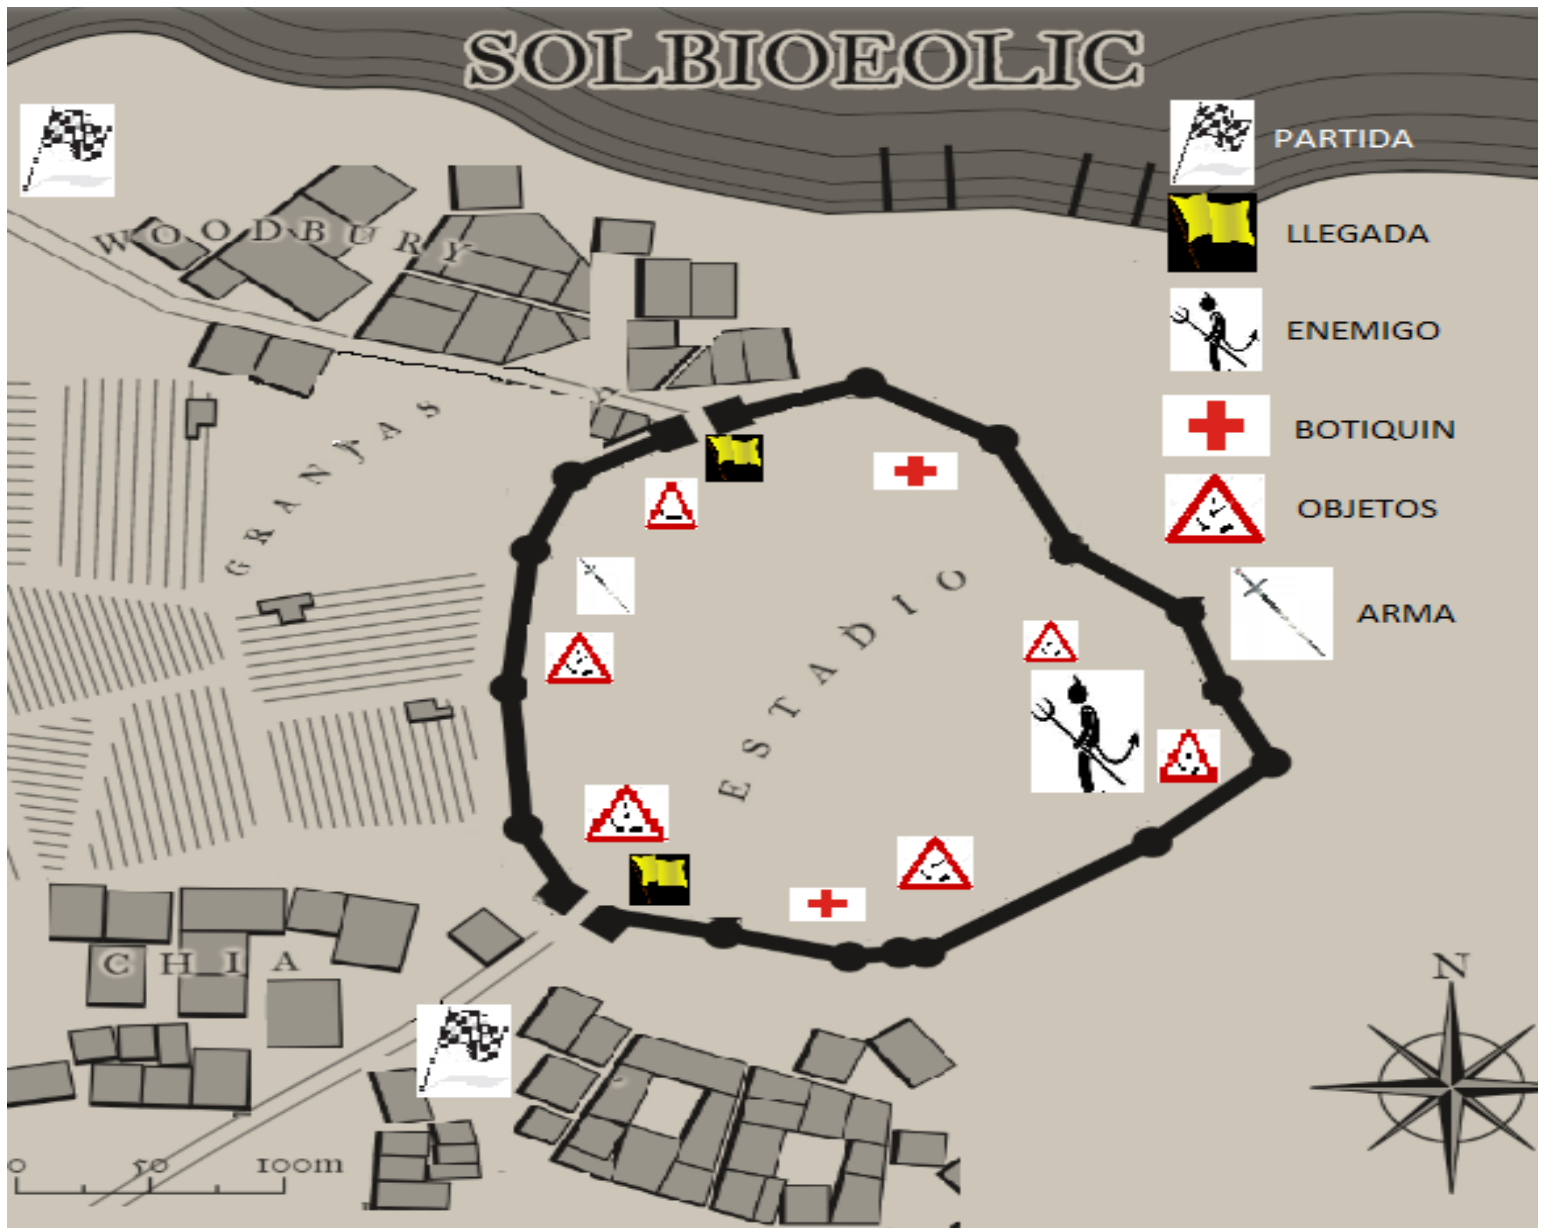 SOLBIOEOLIC
PARTIDA
WOODBURY
LLEGADA
ENEMIGO
GRANJAS
BOTIQUIN
OBJETOS
ESTADIO
ARMA
CHIA
N
0 50 100m